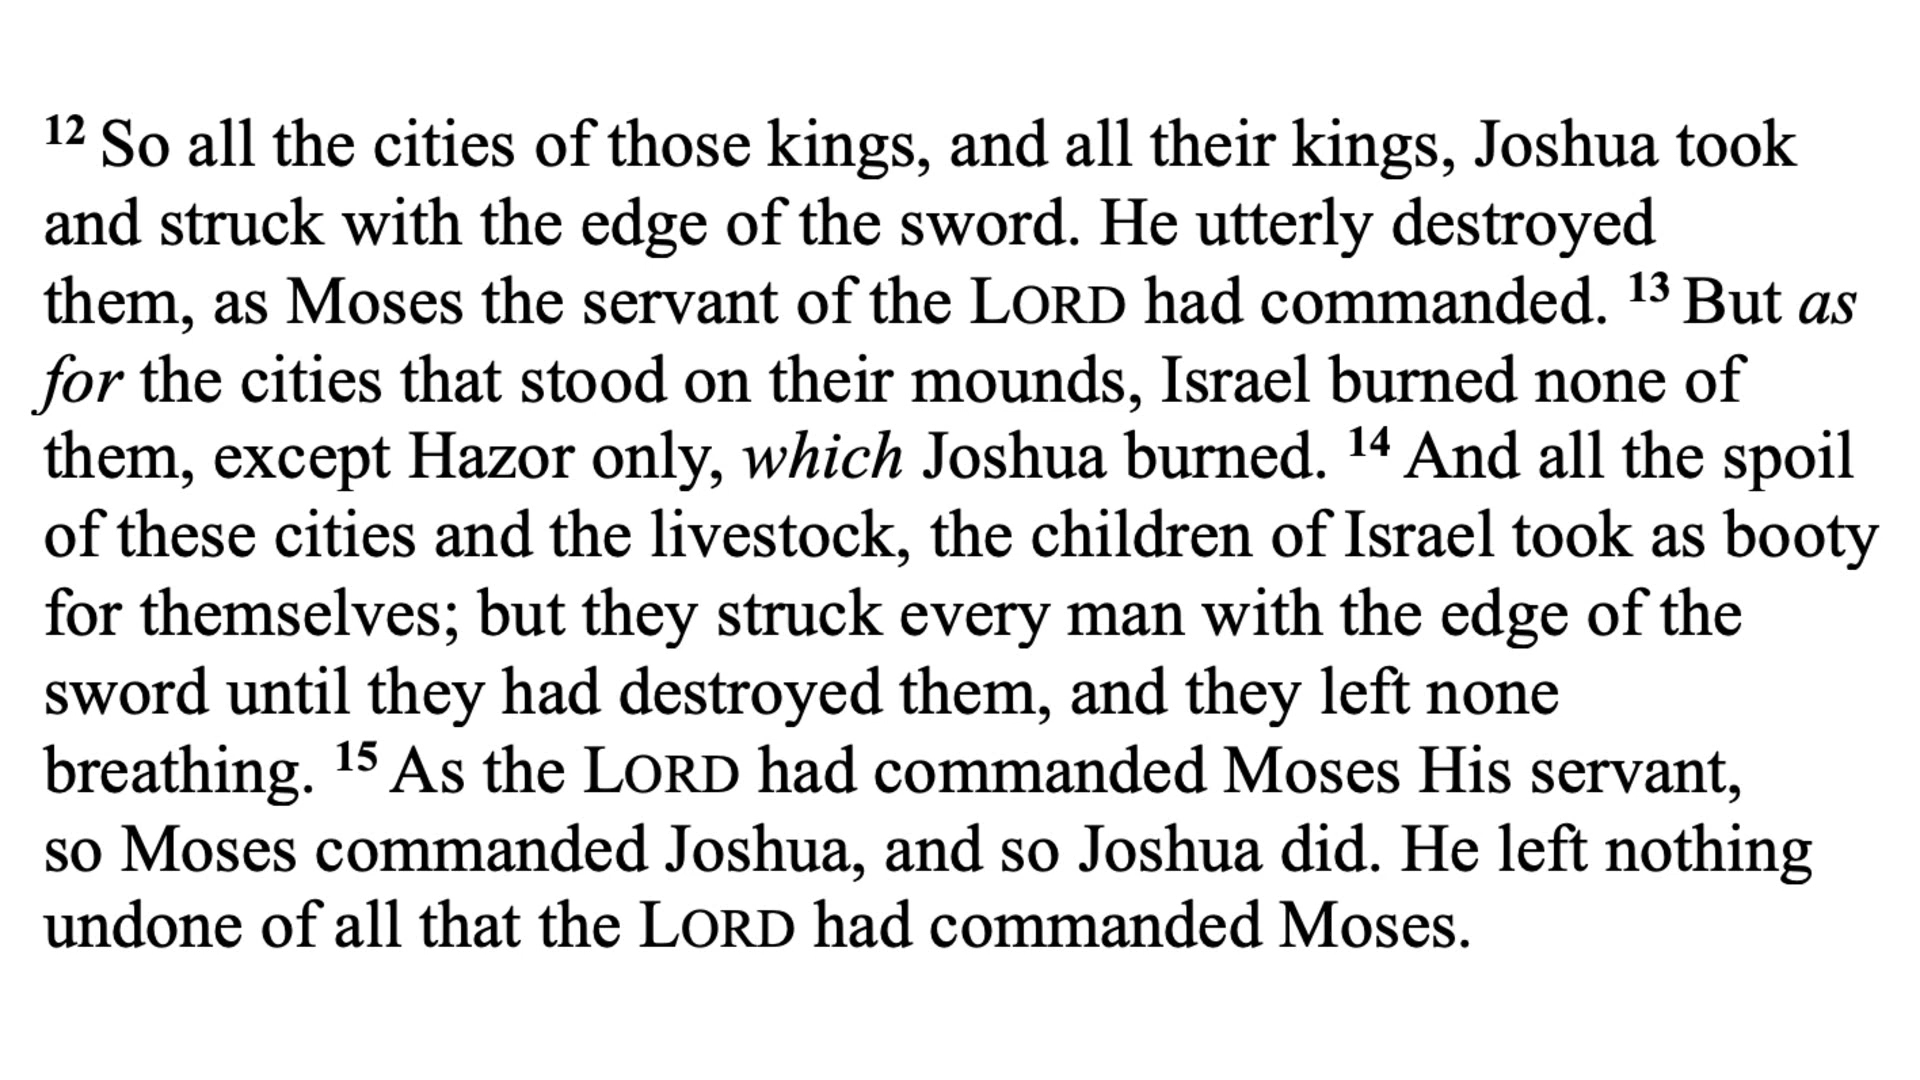 12 So all the cities of those kings, and all their kings, Joshua took
and struck with the edge of the sword. He utterly destroyed
them, as Moses the servant of the LORD had commanded. 13 But as
for the cities that stood on their mounds, Israel burned none of
them, except Hazor only, which Joshua burned. 14 And all the spoil
of these cities and the livestock, the children of Israel took as booty
for themselves; but they struck every man with the edge of the
sword until they had destroyed them, and they left none
breathing. 15 As the LORD had commanded Moses His servant,
so Moses commanded Joshua, and so Joshua did. He left nothing
undone of all that the LORD had commanded Moses.